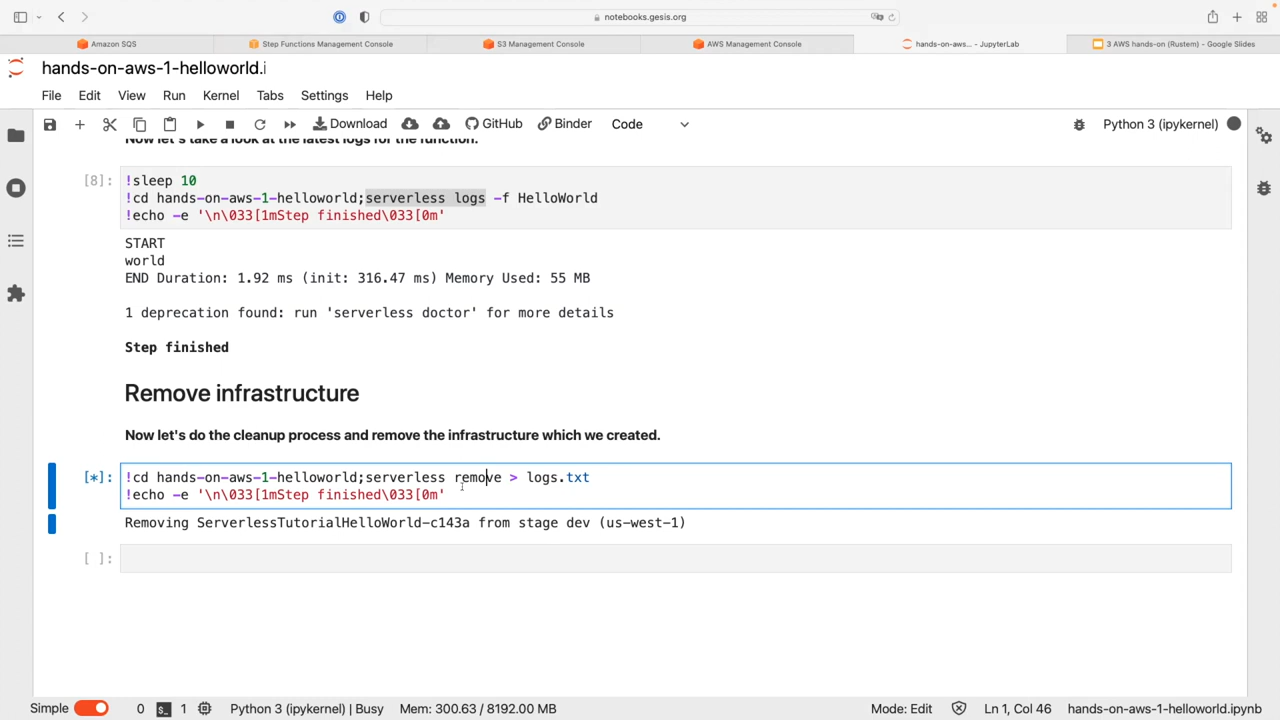 notebooks.gesis.org
Amazon SQS
Step Functions Management Console
S3 Management Console
AWS Management Console
hands-on-aws... - JupyterLab
3 AWS hands-on (Rustem) - Google Slides
hands-on-aws-1-helloworld.i
File Edit View Run Kernel Tabs Settings Help
Download GitHub Binder Code Python 3 (ipykernel)
Now let's take a look at the latest logs for the function.
[8]: !sleep 10
!cd hands-on-aws-1-helloworld;serverless logs -f HelloWorld
!echo -e '\n\033[1mStep finished\033[0m'
START
world
END Duration: 1.92 ms (init: 316.47 ms) Memory Used: 55 MB
1 deprecation found: run 'serverless doctor' for more details
Step finished
Remove infrastructure
Now let's do the cleanup process and remove the infrastructure which we created.
[*]: !cd hands-on-aws-1-helloworld;serverless remove > logs.txt
!echo -e '\n\033[1mStep finished\033[0m'
Removing ServerlessTutorialHelloWorld-c143a from stage dev (us-west-1)
[ ]:
Simple 0 $_ 1 Python 3 (ipykernel) | Busy Mem: 300.63 / 8192.00 MB Mode: Edit Ln 1, Col 46 hands-on-aws-1-helloworld.ipynb